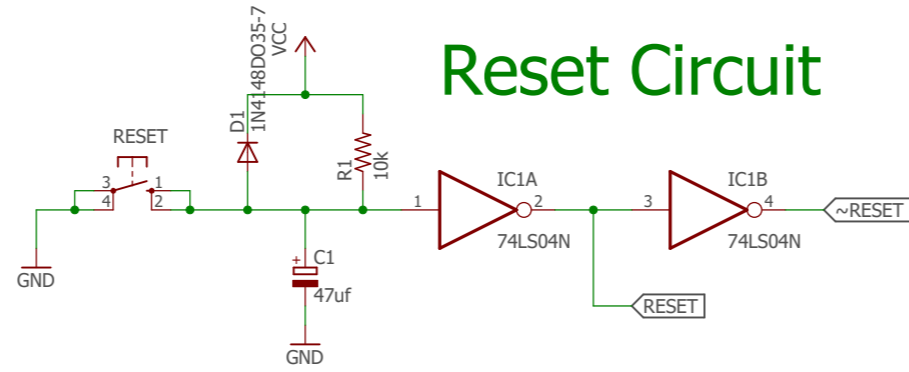 Reset Circuit
VCC
D1
1N4148DO35-7
R1
10k
RESET
3
1
4
2
GND
+
C1
47uf
GND
1
IC1A
2
74LS04N
3
IC1B
4
74LS04N
~RESET
RESET